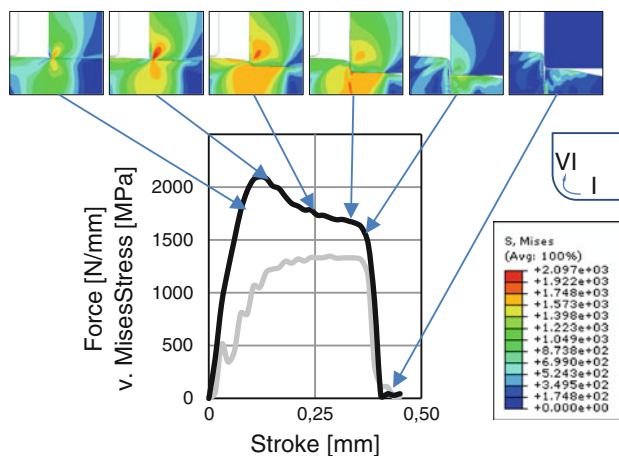 Force [N/mm]
v. MisesStress [MPa]
2000
1500
1000
500
0
0
0,25
0,50
Stroke [mm]
VI
I
S, Mises
(Avg: 100%)
+2.097e+03
+1.922e+03
+1.748e+03
+1.573e+03
+1.398e+03
+1.223e+03
+1.049e+03
+8.738e+02
+6.990e+02
+5.243e+02
+3.495e+02
+1.748e+02
+0.000e+00